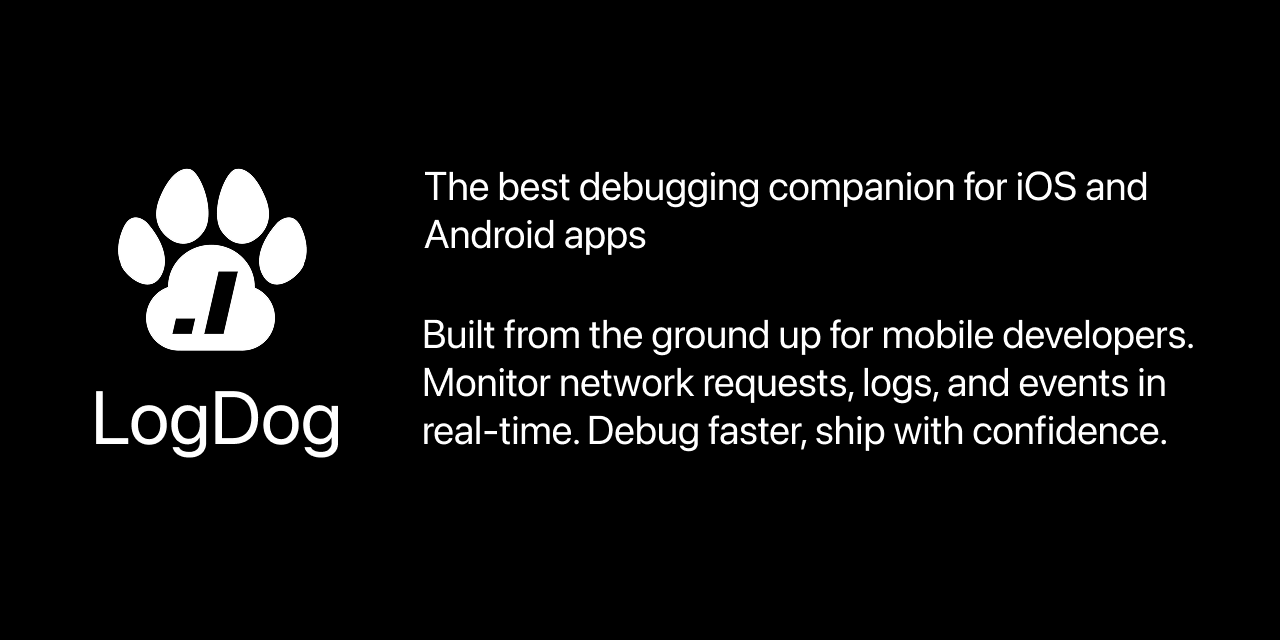 LogDog
The best debugging companion for iOS and
Android apps
Built from the ground up for mobile developers.
Monitor network requests, logs, and events in
real-time. Debug faster, ship with confidence.